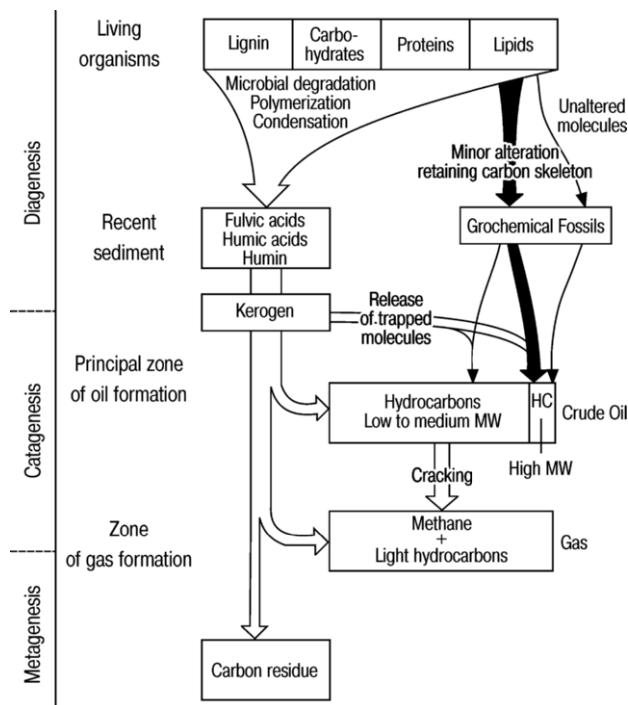 Living
organisms
Lignin
Carbo-
hydrates
Proteins
Lipids
Microbial degradation
Polymerization
Condensation
Unaltered
molecules
Minor alteration
retaining carbon skeleton
Diagenesis
Recent
sediment
Fulvic acids
Humic acids
Humin
Grochemical Fossils
Kerogen
Release
of trapped
molecules
Principal zone
of oil formation
Catagenesis
Hydrocarbons
Low to medium MW
HC
Crude Oil
High MW
Cracking
Zone
of gas formation
Methane
+
Light hydrocarbons
Gas
Metagenesis
Carbon residue